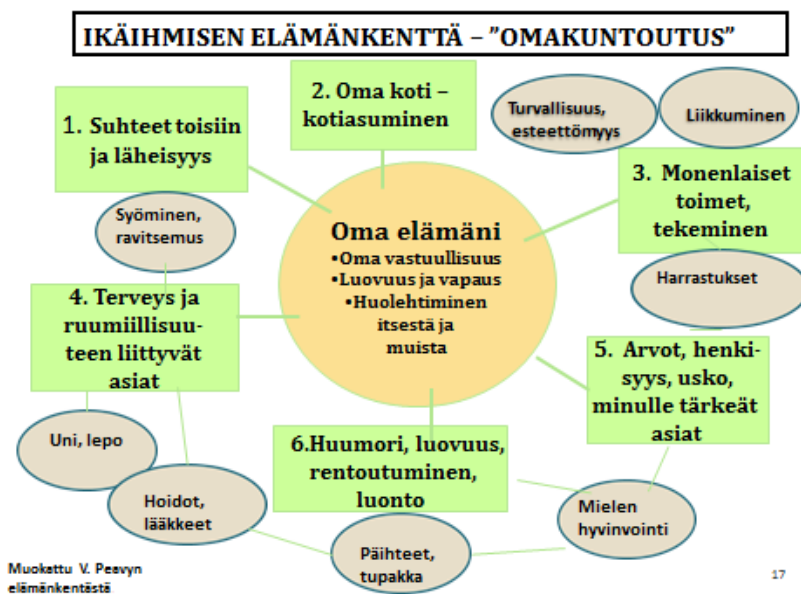 IKÄIHMISEN ELÄMÄNKENTTÄ – ”OMAKUNTOUTUS”
1. Suhteet toisiin
ja läheisyys
2. Oma koti –
kotiasuminen
Turvallisuus,
esteettömyys
Liikkuminen
3. Monenlaiset
toimet,
tekeminen
Syöminen,
ravitsemus
Oma elämäni
•Oma vastuullisuus
•Luovuus ja vapaus
•Huolehtiminen
itsestä ja
muista
Harrastukset
4. Terveys ja
ruumiillisuu-
teen liittyvät
asiat
5. Arvot, henki-
syys, usko,
minulle tärkeät
asiat
Uni, lepo
6.Huumori, luovuus,
rentoutuminen,
luonto
Hoidot,
lääkkeet
Mielen
hyvinvointi
Päihteet,
tupakka
Muokattu V. Peavyn
elämänkentästä
17